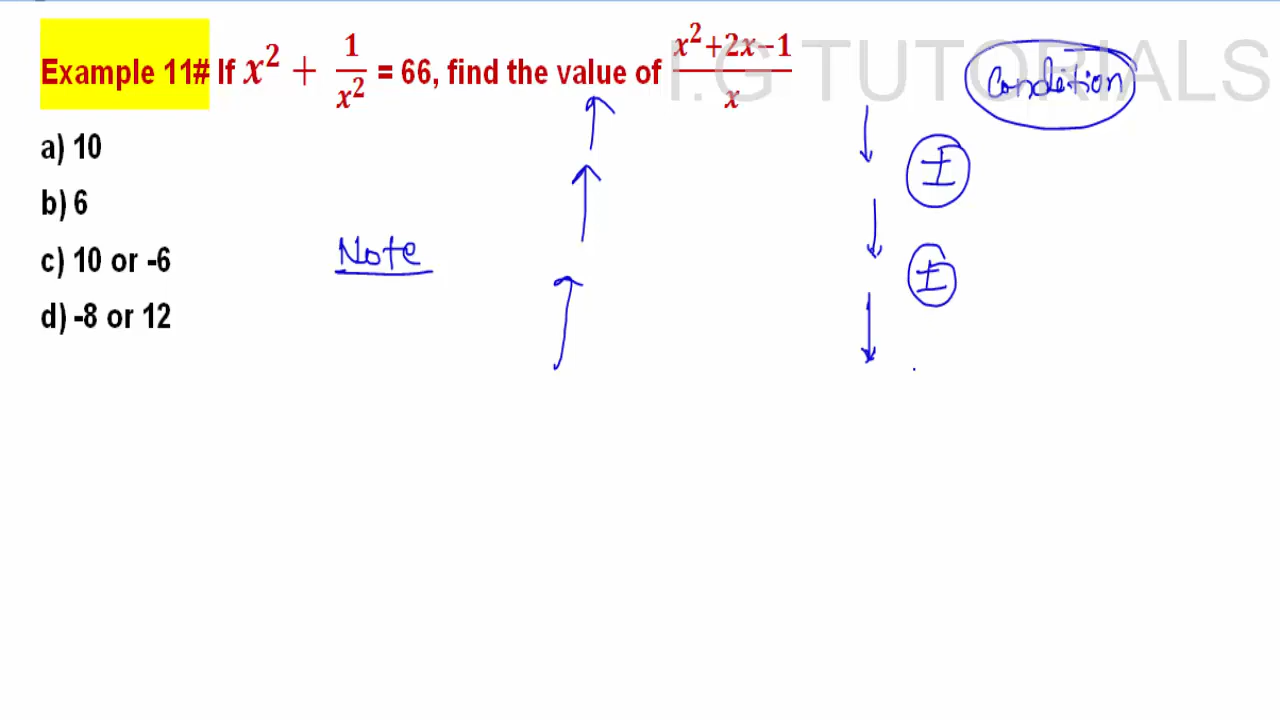 Example 11# If x² + 1/x² = 66, find the value of (x²+2x−1)/x
I.G TUTORIALS
Condition
a) 10
±
b) 6
c) 10 or -6
Note
±
d) -8 or 12